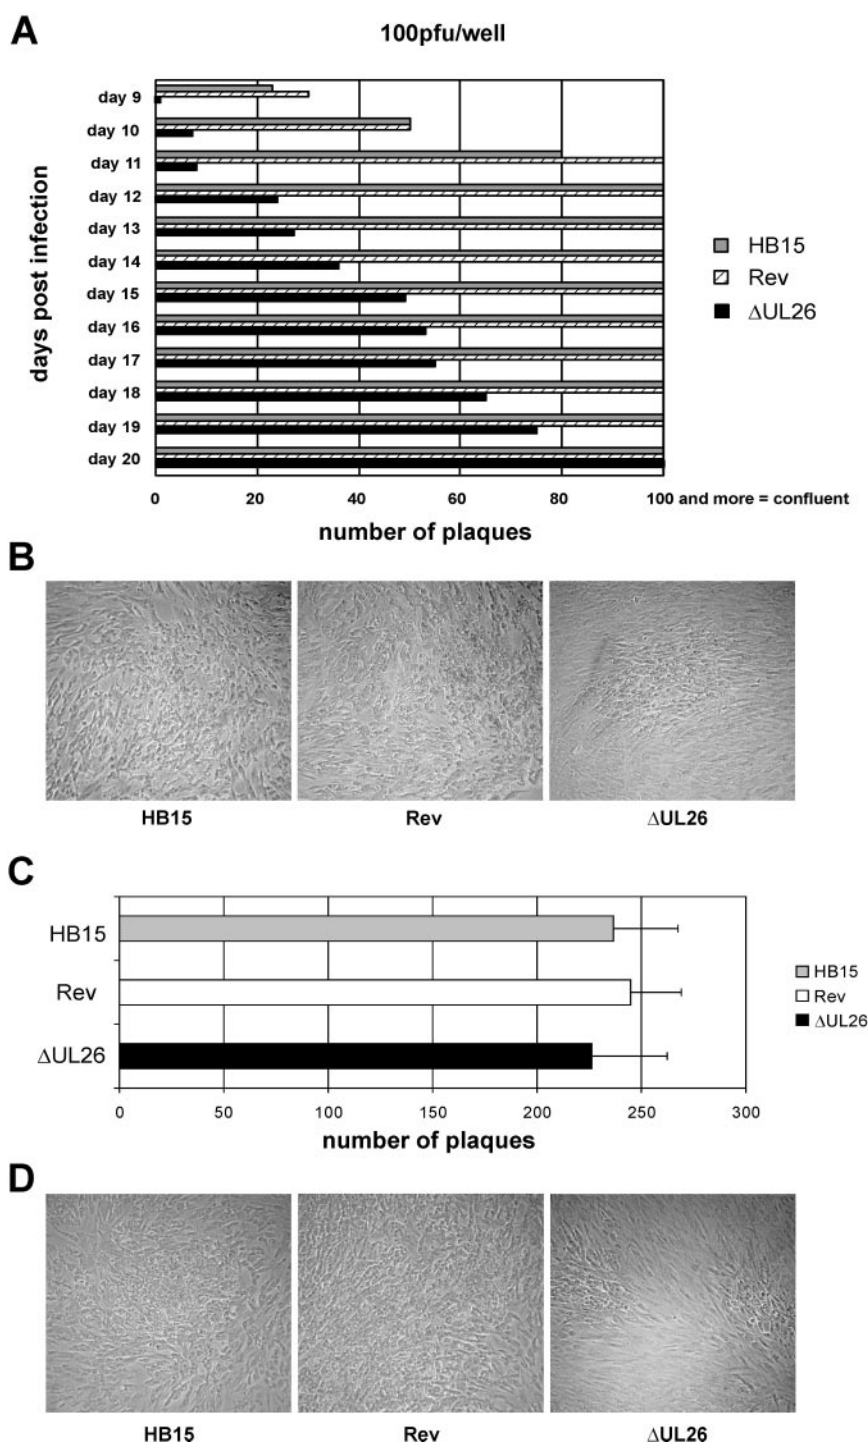 A
100pfu/well
day 9
day 10
day 11
day 12
day 13
day 14
day 15
day 16
day 17
day 18
day 19
day 20
days post infection
HB15
Rev
ΔUL26
0 20 40 60 80 100 and more = confluent
number of plaques
B
HB15 Rev ΔUL26
C
HB15
Rev
ΔUL26
HB15
Rev
ΔUL26
0 50 100 150 200 250 300
number of plaques
D
HB15 Rev ΔUL26